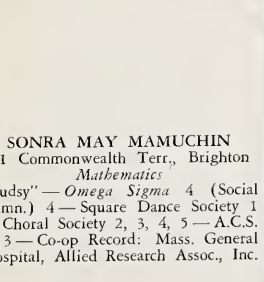 SONRA MAY MAMUCHIN
1 Commonwealth Terr., Brighton
Mathematics
udsy" — Omega Sigma 4 (Social
mn.) 4 — Square Dance Society 1
Choral Society 2, 3, 4, 5 — A.C.S.
3 — Co-op Record: Mass. General
ospital, Allied Research Assoc., Inc.